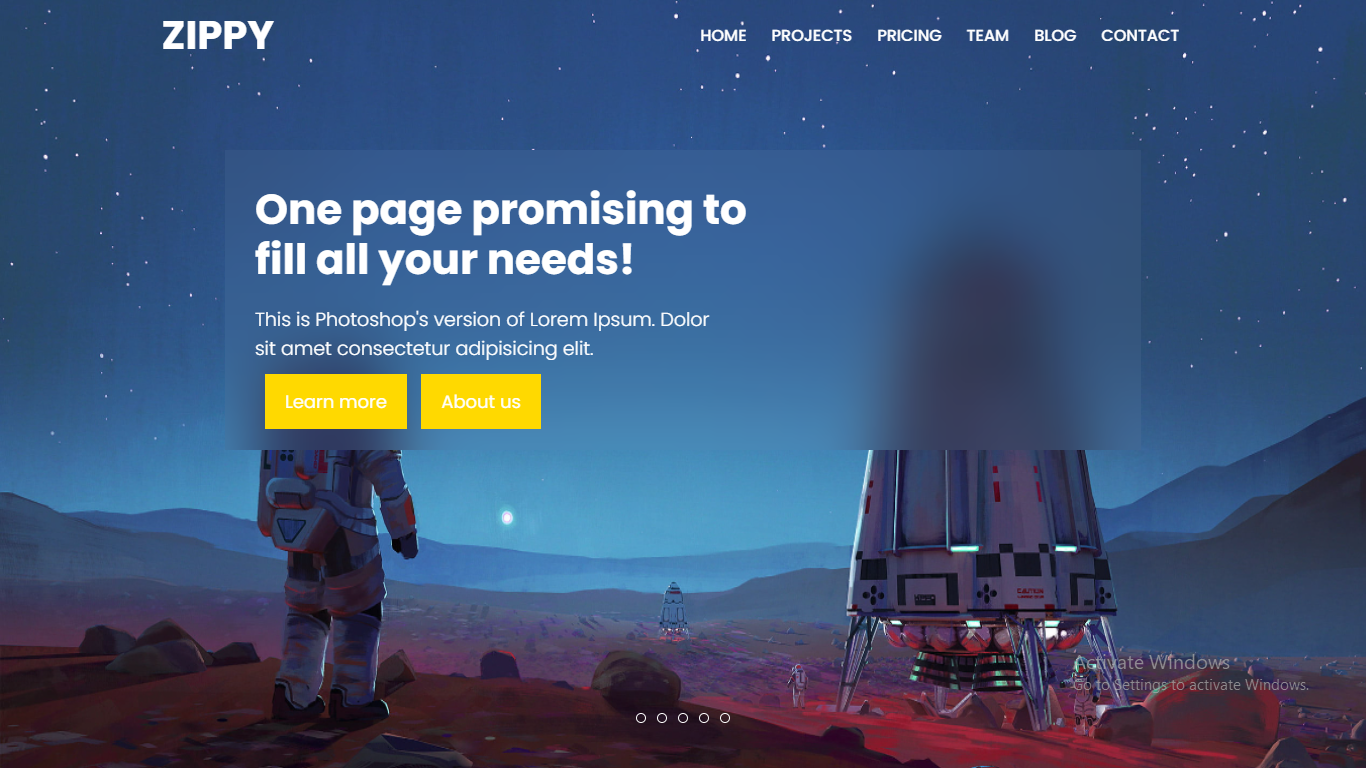 ZIPPY
HOME PROJECTS PRICING TEAM BLOG CONTACT
One page promising to
fill all your needs!
This is Photoshop's version of Lorem Ipsum. Dolor
sit amet consectetur adipisicing elit.
Learn more About us
CAUTION
Activate Windows
Go to Settings to activate Windows.